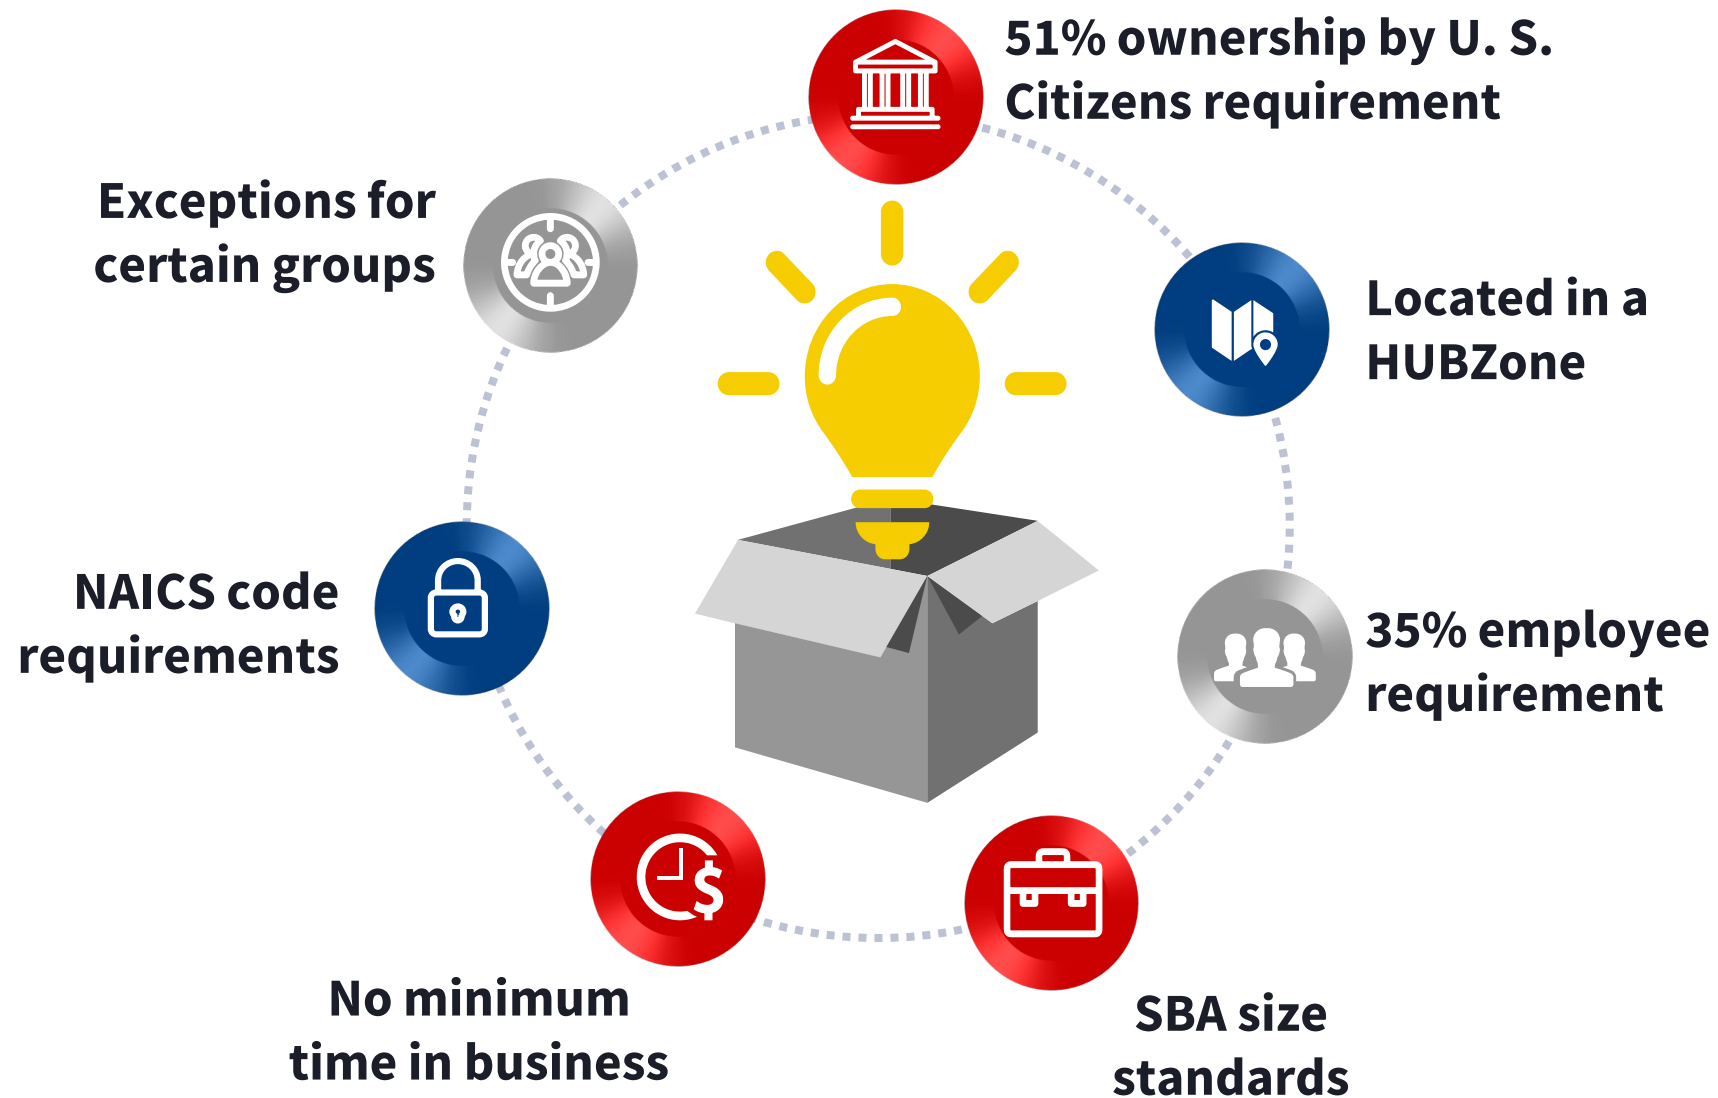 51% ownership by U. S.
Citizens requirement
Located in a
HUBZone
35% employee
requirement
SBA size
standards
No minimum
time in business
NAICS code
requirements
Exceptions for
certain groups